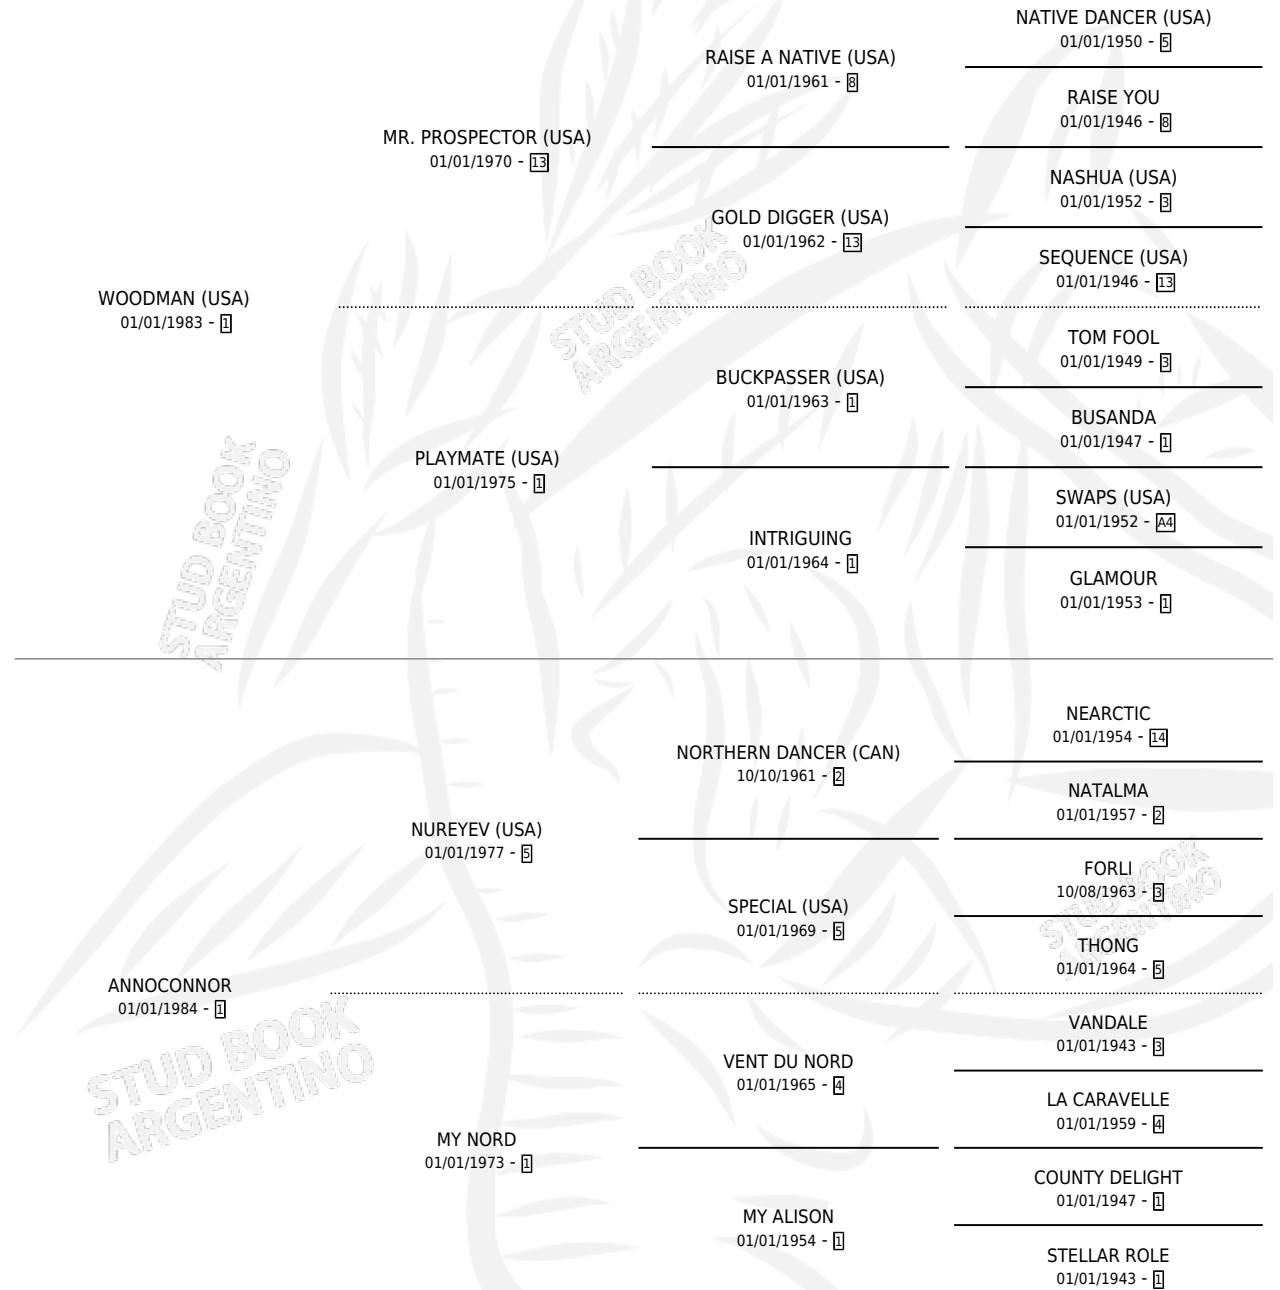 NATIVE DANCER (USA)
01/01/1950 - 5
RAISE A NATIVE (USA)
01/01/1961 - 8
RAISE YOU
01/01/1946 - 8
MR. PROSPECTOR (USA)
01/01/1970 - 13
NASHUA (USA)
01/01/1952 - 3
GOLD DIGGER (USA)
01/01/1962 - 13
SEQUENCE (USA)
01/01/1946 - 13
WOODMAN (USA)
01/01/1983 - 1
STUD BOOK
ARGENTINO
TOM FOOL
01/01/1949 - 3
BUCKPASSER (USA)
01/01/1963 - 1
BUSANDA
01/01/1947 - 1
PLAYMATE (USA)
01/01/1975 - 1
SWAPS (USA)
01/01/1952 - A4
INTRIGUING
01/01/1964 - 1
GLAMOUR
01/01/1953 - 1
STUD BOOK
ARGENTINO
NEARCTIC
01/01/1954 - 14
NORTHERN DANCER (CAN)
10/10/1961 - 2
NATALMA
01/01/1957 - 2
NUREYEV (USA)
01/01/1977 - 5
FORLI
10/08/1963 - 3
SPECIAL (USA)
01/01/1969 - 5
STUD BOOK
ARGENTINO
THONG
01/01/1964 - 5
ANNOCONNOR
01/01/1984 - 1
STUD BOOK
ARGENTINO
VANDALE
01/01/1943 - 3
VENT DU NORD
01/01/1965 - 4
LA CARAVELLE
01/01/1959 - 4
MY NORD
01/01/1973 - 1
COUNTY DELIGHT
01/01/1947 - 1
MY ALISON
01/01/1954 - 1
STELLAR ROLE
01/01/1943 - 1